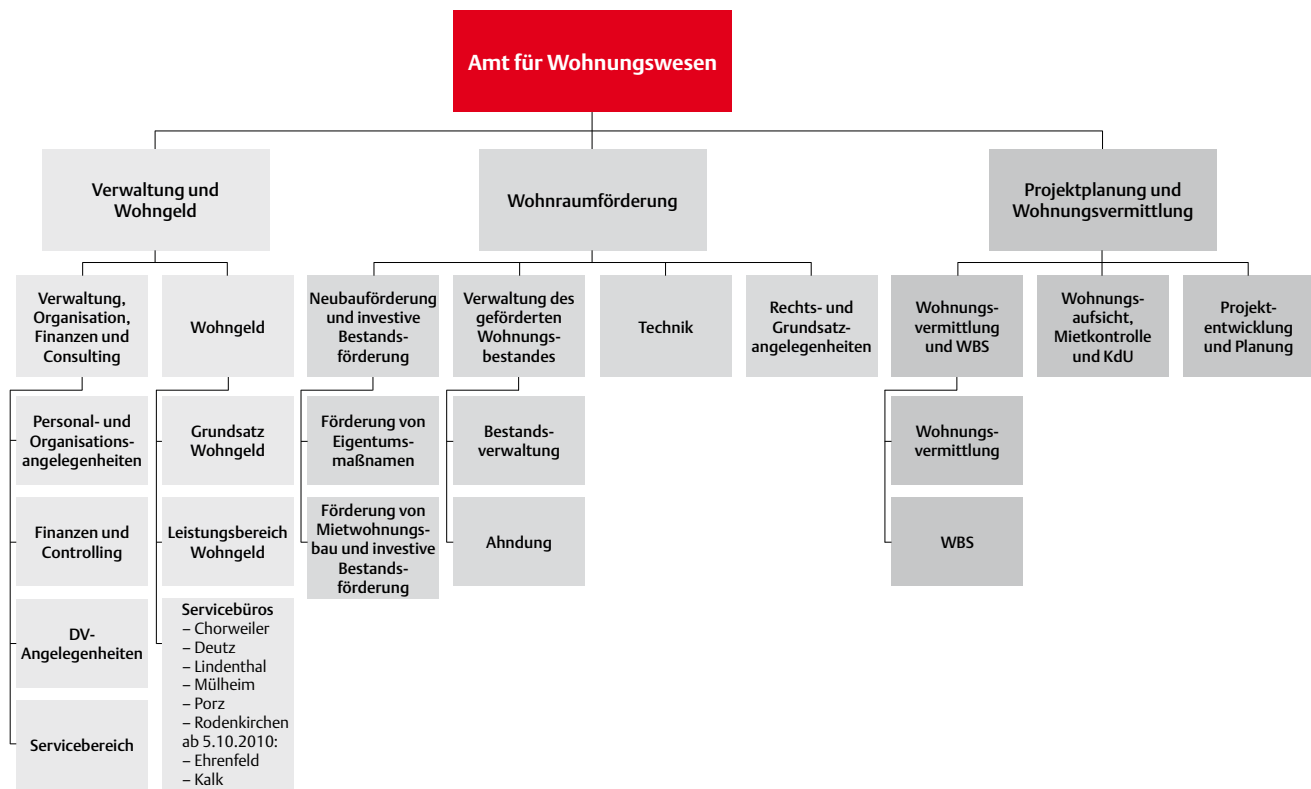 Amt für Wohnungswesen
Verwaltung und
Wohngeld
Wohnraumförderung
Projektplanung und
Wohnungsvermittlung
Verwaltung,
Organisation,
Finanzen und
Consulting
Wohngeld
Neubauförderung
und investive
Bestands-
förderung
Verwaltung des
geförderten
Wohnungs-
bestandes
Technik
Rechts- und
Grundsatz-
angelegenheiten
Wohnungs-
vermittlung
und WBS
Wohnungs-
aufsicht,
Mietkontrolle
und KdU
Projekt-
entwicklung
und Planung
Personal- und
Organisations-
angelegenheiten
Grundsatz
Wohngeld
Förderung von
Eigentums-
maßnamen
Bestands-
verwaltung
Wohnungs-
vermittlung
Finanzen und
Controlling
Leistungsbereich
Wohngeld
Förderung von
Mietwohnungs-
bau und investive
Bestands-
förderung
Ahndung
WBS
DV-
Angelegenheiten
Servicebüros
– Chorweiler
– Deutz
– Lindenthal
– Mülheim
– Porz
– Rodenkirchen
ab 5.10.2010:
– Ehrenfeld
– Kalk
Servicebereich